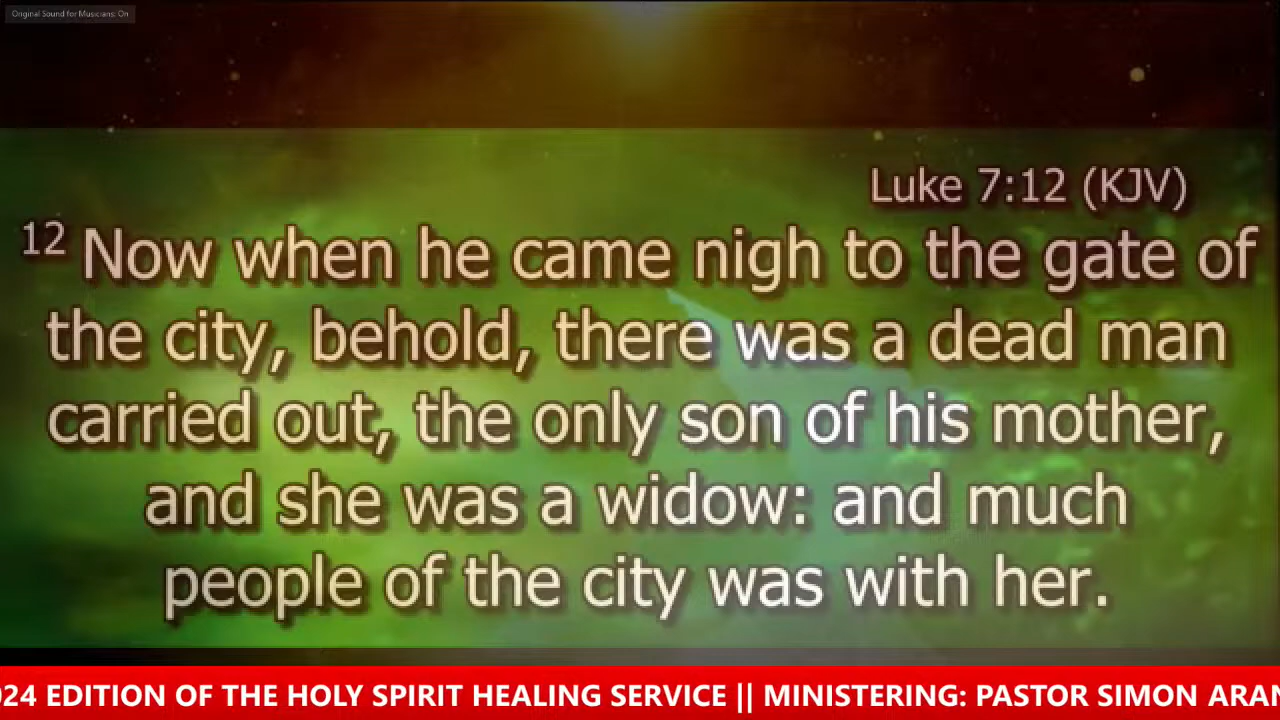 Original Sound for Musicians: On
Luke 7:12 (KJV)
12 Now when he came nigh to the gate of
the city, behold, there was a dead man
carried out, the only son of his mother,
and she was a widow: and much
people of the city was with her.
24 EDITION OF THE HOLY SPIRIT HEALING SERVICE || MINISTERING: PASTOR SIMON